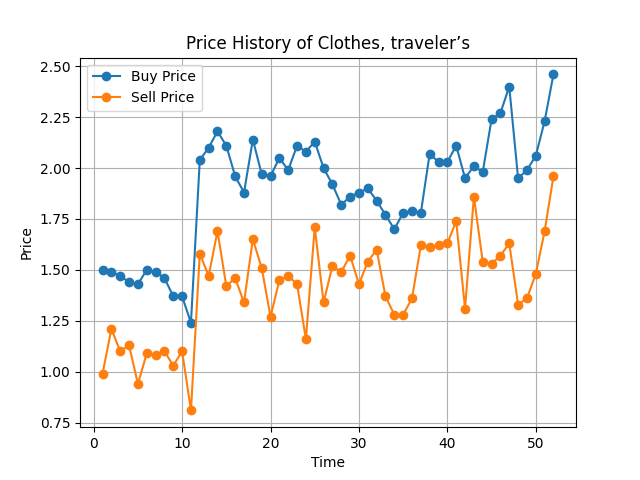 Price History of Clothes, traveler’s
Buy Price
Sell Price
2.50
2.25
2.00
1.75
1.50
1.25
1.00
0.75
Price
0 10 20 30 40 50
Time